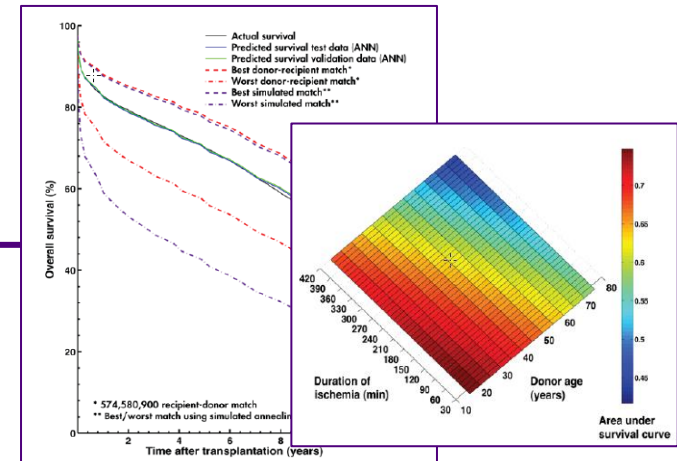 100
80
60
40
20
0
Overall survival (%)
Actual survival
Predicted survival test data (ANN)
Predicted survival validation data (ANN)
Best donor-recipient match*
Worst donor-recipient match*
Best simulated match**
Worst simulated match**
* 574,580,900 recipient-donor match
** Best/worst match using simulated annealin
2
4
6
8
Time after transplantation (years)
420
390
360
330
300
270
240
210
180
150
120
90
60
30
Duration of
ischemia (min)
10
20
30
40
50
60
70
80
Donor age
(years)
0.7
0.65
0.6
0.55
0.5
0.45
Area under
survival curve